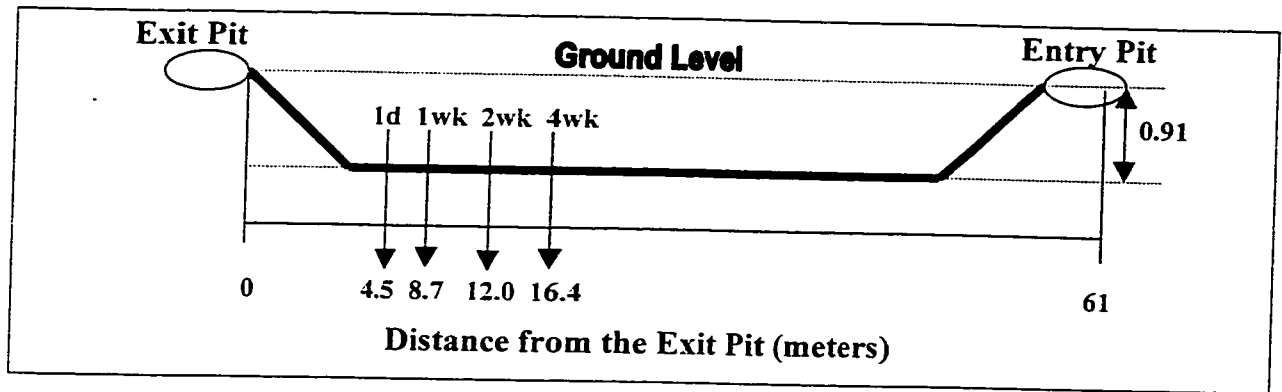 Exit Pit
Ground Level
Entry Pit
1d 1wk 2wk 4wk
0.91
0 4.5 8.7 12.0 16.4 61
Distance from the Exit Pit (meters)